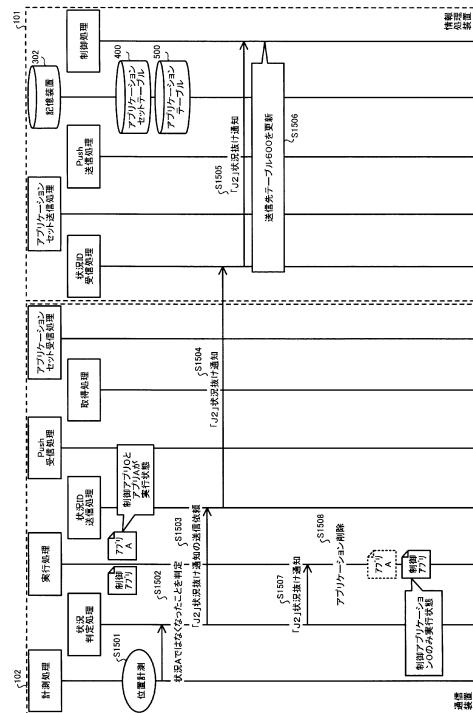 102
計測処理
状況
判定処理
実行処理
状況ID
送信処理
Push
受信処理
取得処理
アプリケーション
セット受信処理
101
状況ID
受信処理
アプリケーション
セット送信処理
Push
送信処理
302
記憶装置
制御処理
400
アプリケーション
セットテーブル
500
アプリケーション
テーブル
S1501
位置計測
制御
アプリ
アプリ
A
制御アプリOと
アプリAが
実行状態
S1502
状況Aではなくなったことを判定
S1503
「J2」状況抜け通知の送信依頼
S1504
「J2」状況抜け通知
S1505
「J2」状況抜け通知
送信先テーブル600を更新
S1506
S1507
「J2」状況抜け通知
S1508
アプリケーション削除
アプリ
A
制御
アプリ
制御アプリケーショ
ンOのみ実行状態
通信
装置
情報
処理
装置